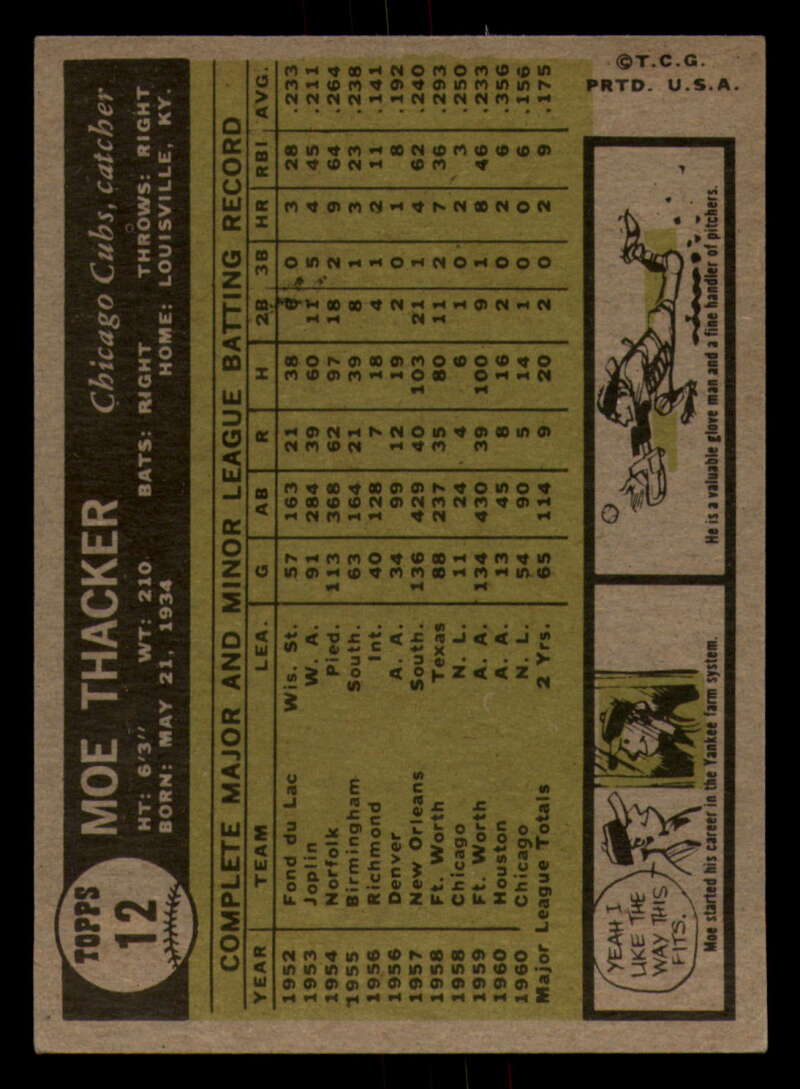 TOPPS
12
MOE THACKER Chicago Cubs, catcher
HT: 6'3" WT: 210 BATS: RIGHT THROWS: RIGHT
BORN: MAY 21, 1934 HOME: LOUISVILLE, KY.
COMPLETE MAJOR AND MINOR LEAGUE BATTING RECORD
YEAR TEAM LEA. G AB R H 2B 3B HR RBI AVG.
1952 Fond du Lac Wis. St. 57 163 21 38 6 0 3 28 .233
1953 Joplin W. A. 91 284 39 60 11 5 4 45 .211
1954 Norfolk Pied. 113 368 62 97 18 2 9 64 .264
1955 Birmingham South. 63 164 21 39 8 1 3 23 .238
1956 Richmond Int. 40 128 7 18 4 1 2 11 .141
1956 Denver A. A. 34 99 12 19 2 0 1 8 .192
1957 New Orleans South. 136 429 40 103 21 1 4 62 .240
1958 Ft. Worth Texas 88 237 35 80 11 2 7 36 .293
1958 Chicago N. L. 11 24 4 6 1 0 2 3 .250
1959 Ft. Worth A. A. 134 430 39 100 9 1 8 46 .233
1960 Houston A. A. 13 45 8 16 2 0 2 6 .356
1960 Chicago N. L. 54 90 5 14 1 0 0 6 .156
Major League Totals 2 Yrs. 65 114 9 20 2 0 2 9 .175
YEAH I
LIKE THE
WAY THIS
FITS.
Moe started his career in the Yankee farm system.
He is a valuable glove man and a fine handler of pitchers.
©T.C.G.
PRTD. U.S.A.